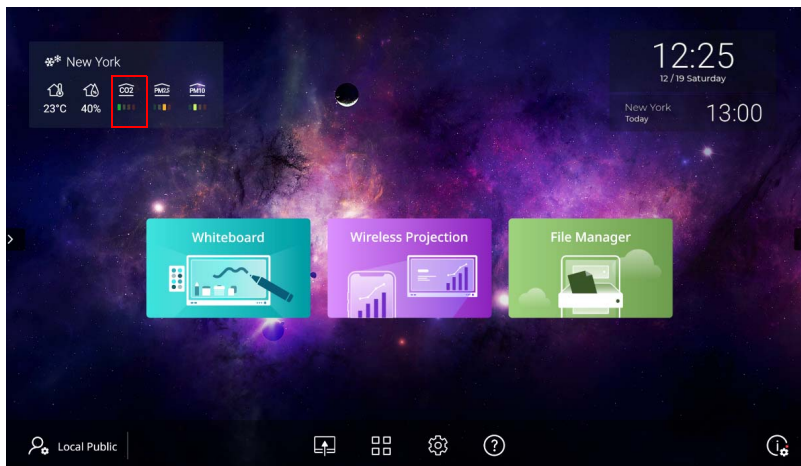 New York
CO2 PM2.5 PM10
23°C 40%
12:25
12 / 19 Saturday
New York
Today
13:00
Whiteboard
Wireless Projection
File Manager
Local Public